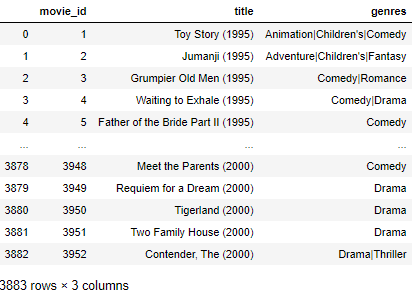 movie_id title genres
0 1 Toy Story (1995) Animation|Children's|Comedy
1 2 Jumanji (1995) Adventure|Children's|Fantasy
2 3 Grumpier Old Men (1995) Comedy|Romance
3 4 Waiting to Exhale (1995) Comedy|Drama
4 5 Father of the Bride Part II (1995) Comedy
... ... ... ...
3878 3948 Meet the Parents (2000) Comedy
3879 3949 Requiem for a Dream (2000) Drama
3880 3950 Tigerland (2000) Drama
3881 3951 Two Family House (2000) Drama
3882 3952 Contender, The (2000) Drama|Thriller
3883 rows × 3 columns